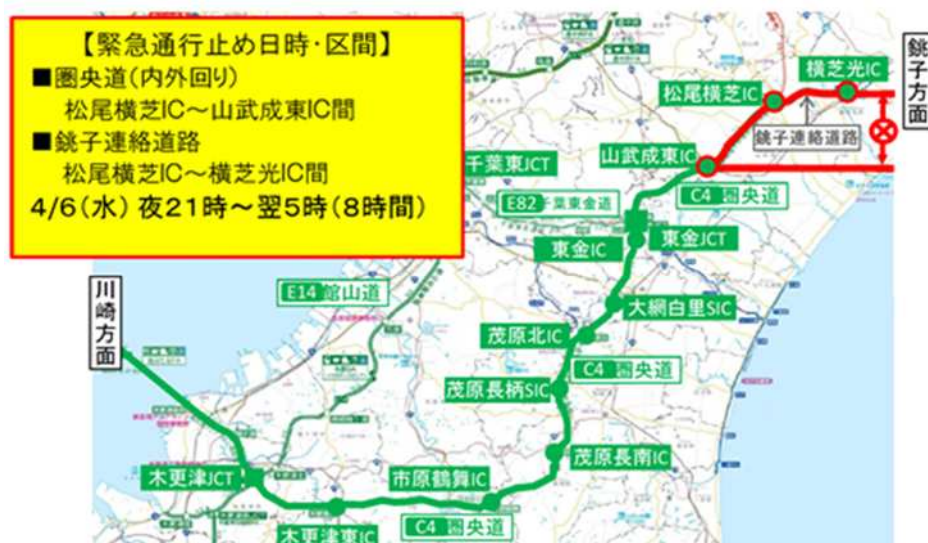 【緊急通行止め日時・区間】
■圏央道(内外回り)
松尾横芝IC～山武成東IC間
■銚子連絡道路
松尾横芝IC～横芝光IC間
4/6(水) 夜21時～翌5時(8時間)
銚子方面
横芝光IC
松尾横芝IC
銚子連絡道路
山武成東IC
千葉東JCT
C4 圏央道
E82 千葉東金道
東金IC
東金JCT
川崎方面
E14 館山道
大網白里SIC
茂原北IC
C4 圏央道
茂原長柄SIC
茂原長南IC
木更津JCT
市原鶴舞IC
木更津東IC
C4 圏央道